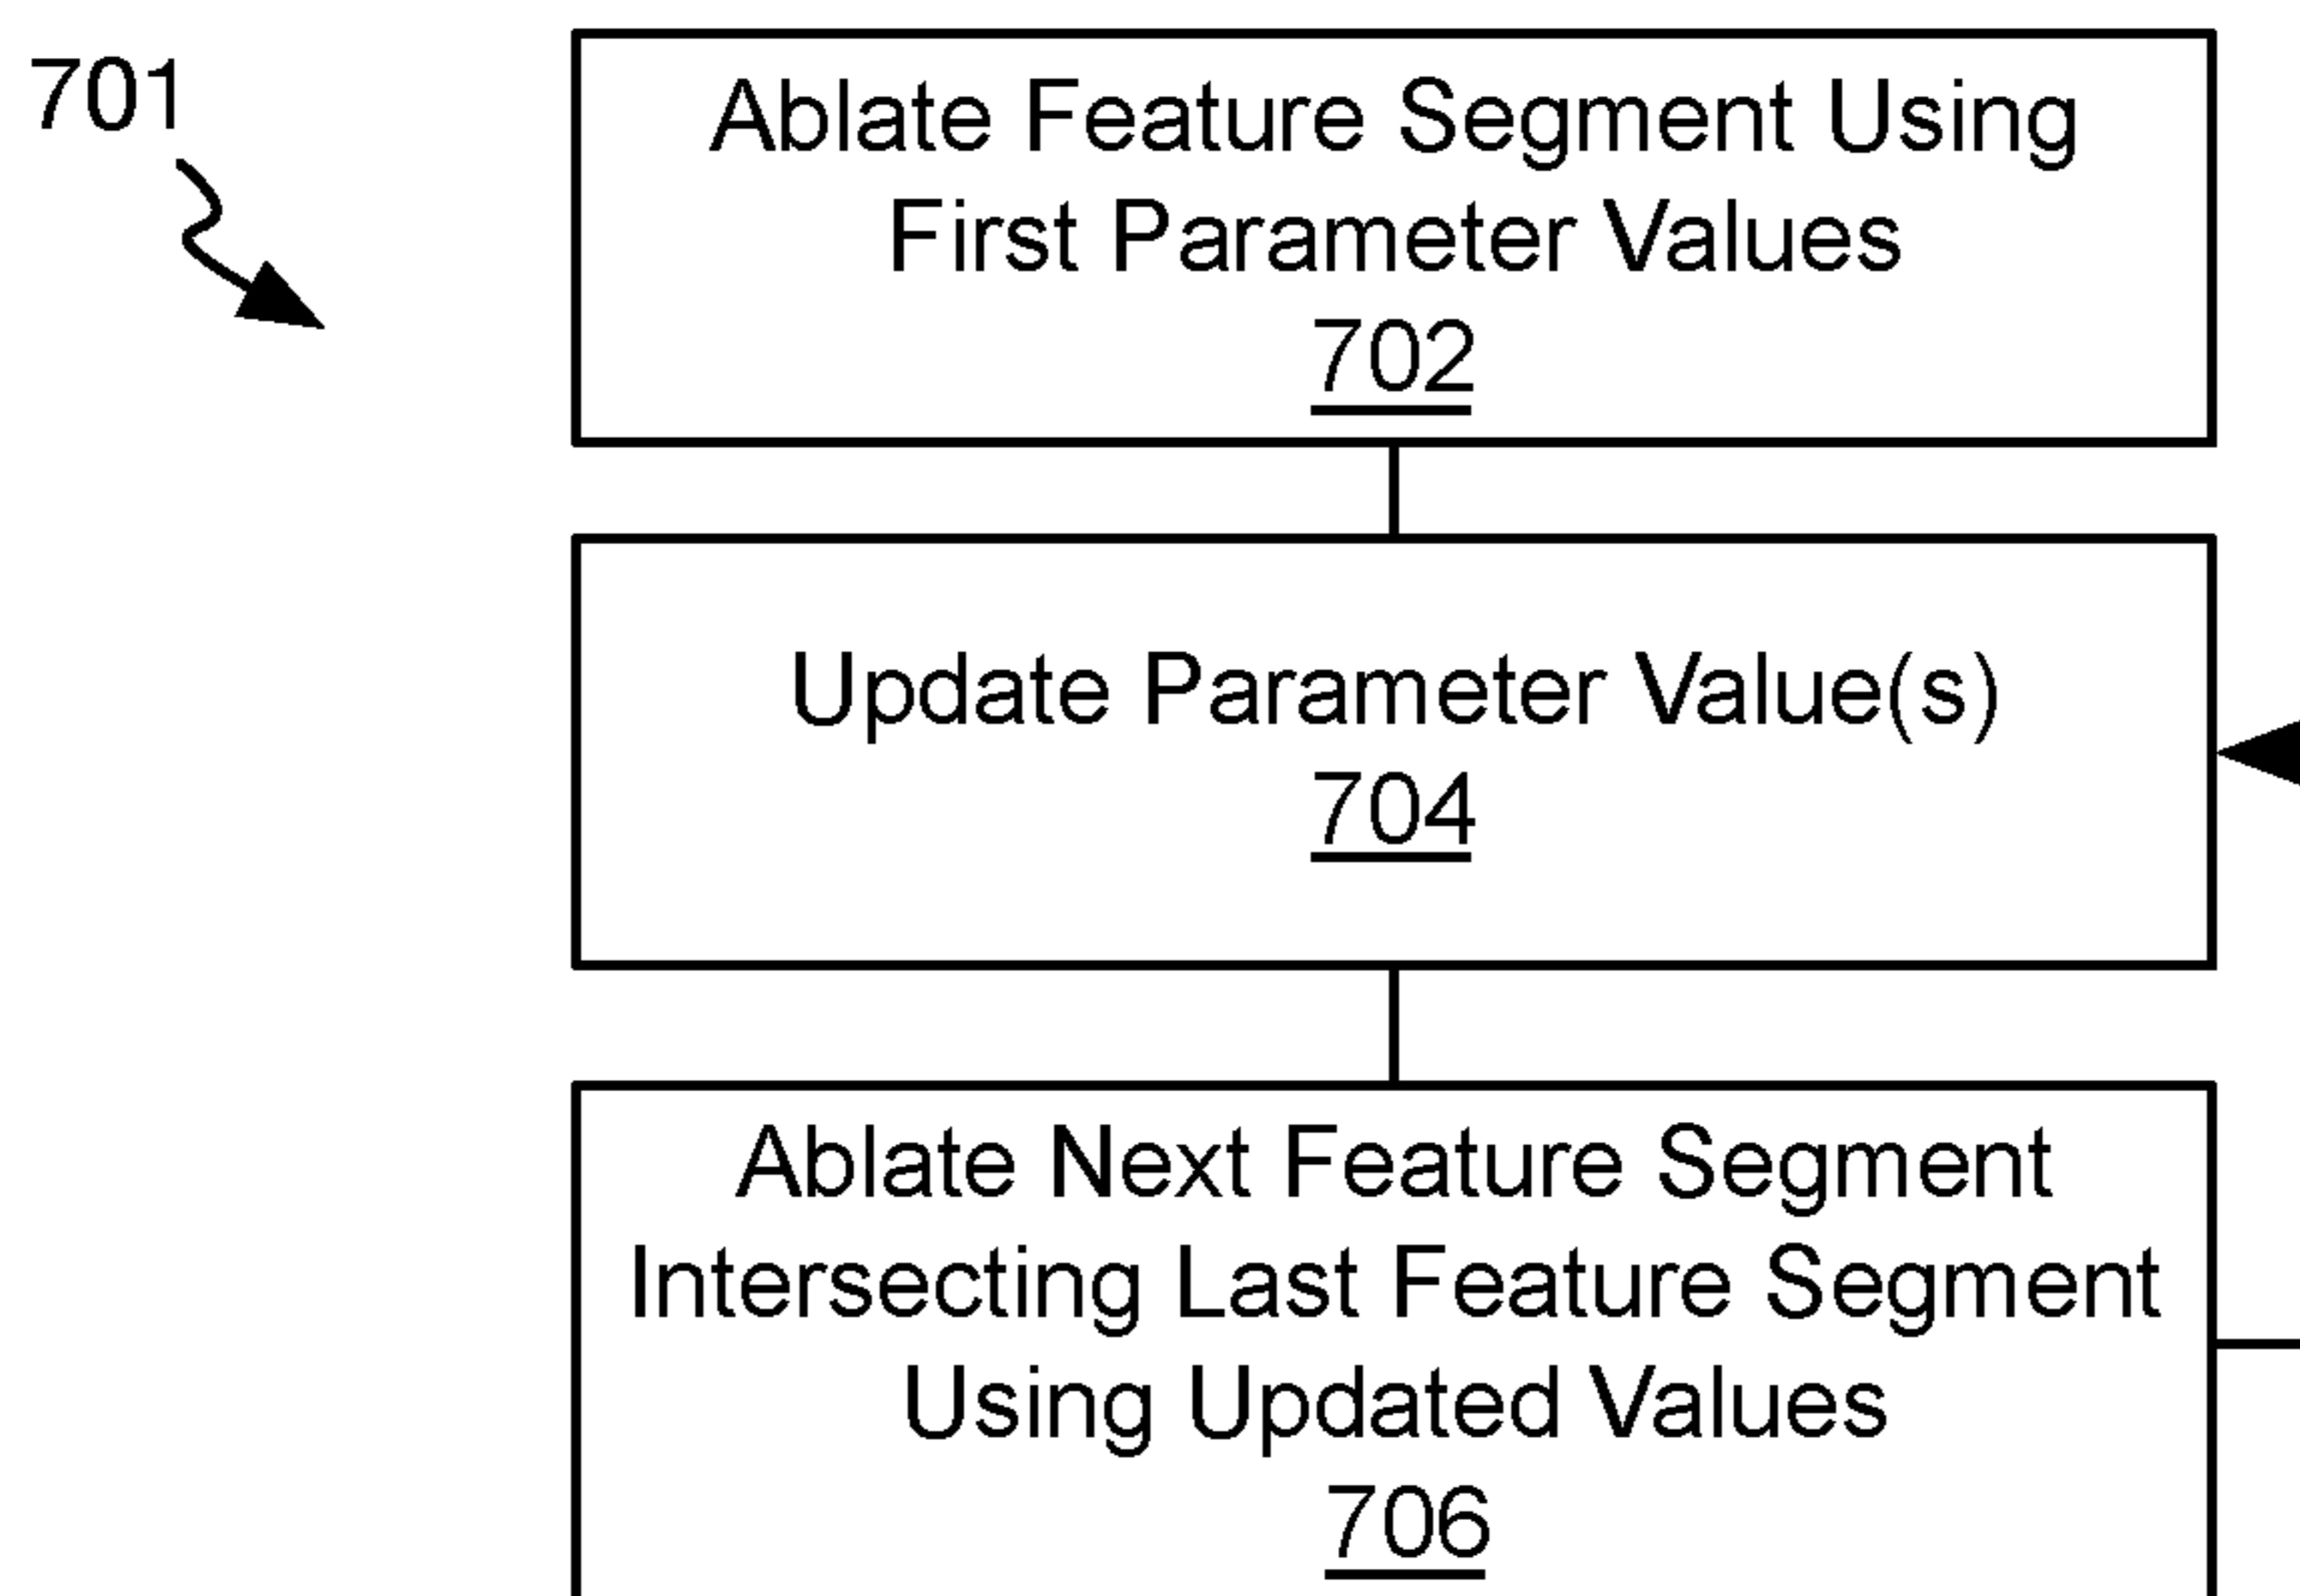 701
Ablate Feature Segment Using
First Parameter Values
702
Update Parameter Value(s)
704
Ablate Next Feature Segment
Intersecting Last Feature Segment
Using Updated Values
706